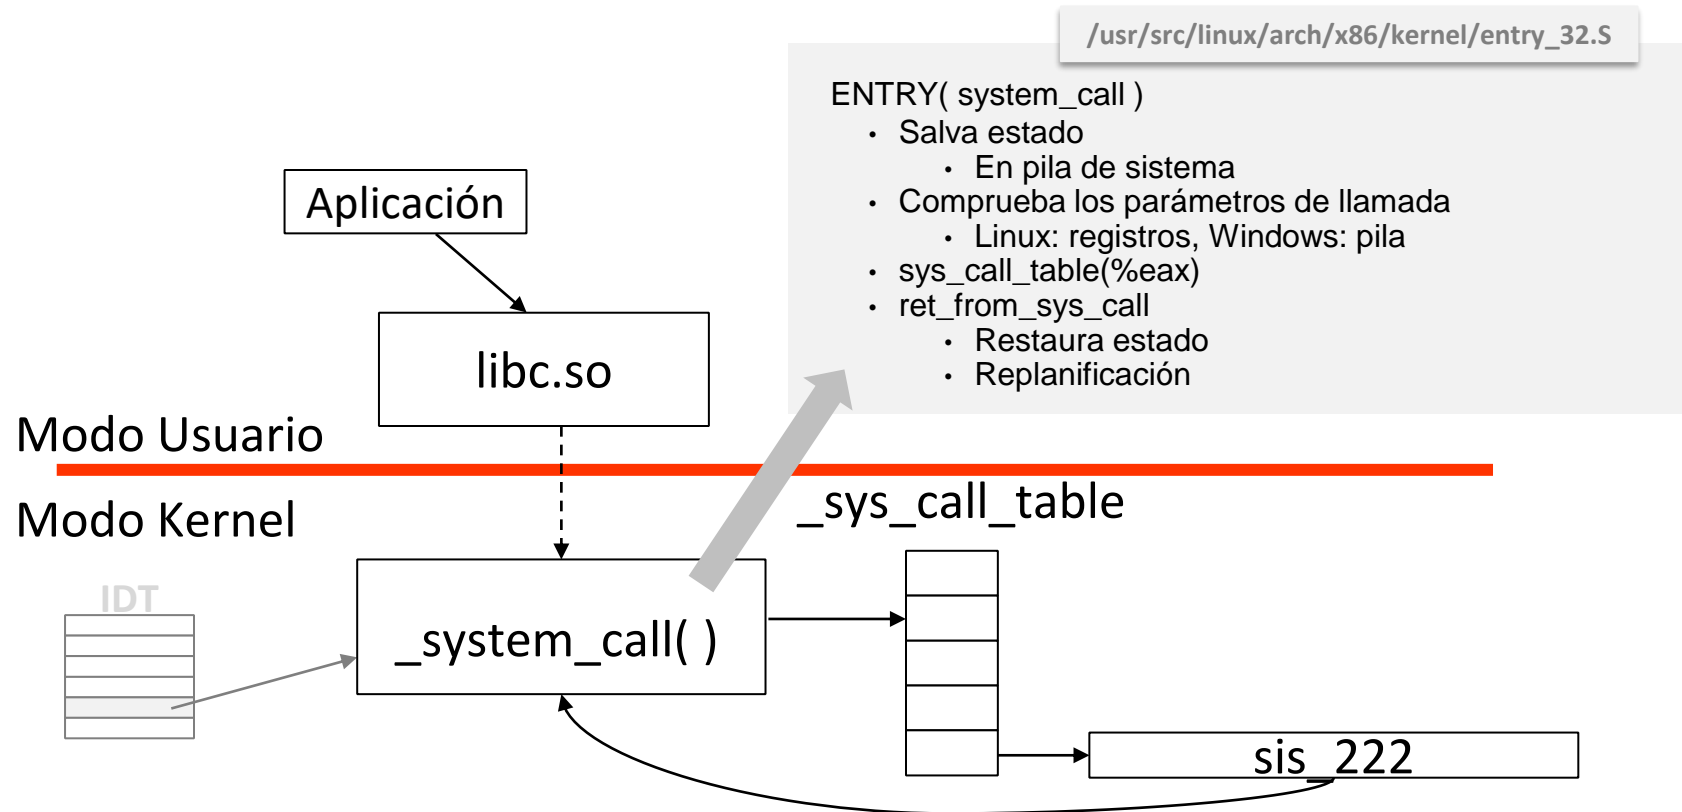 /usr/src/linux/arch/x86/kernel/entry_32.S
ENTRY( system_call )
• Salva estado
• En pila de sistema
• Comprueba los parámetros de llamada
• Linux: registros, Windows: pila
• sys_call_table(%eax)
• ret_from_sys_call
• Restaura estado
• Replanificación
Aplicación
libc.so
Modo Usuario
Modo Kernel
_sys_call_table
IDT
_system_call( )
sis_222